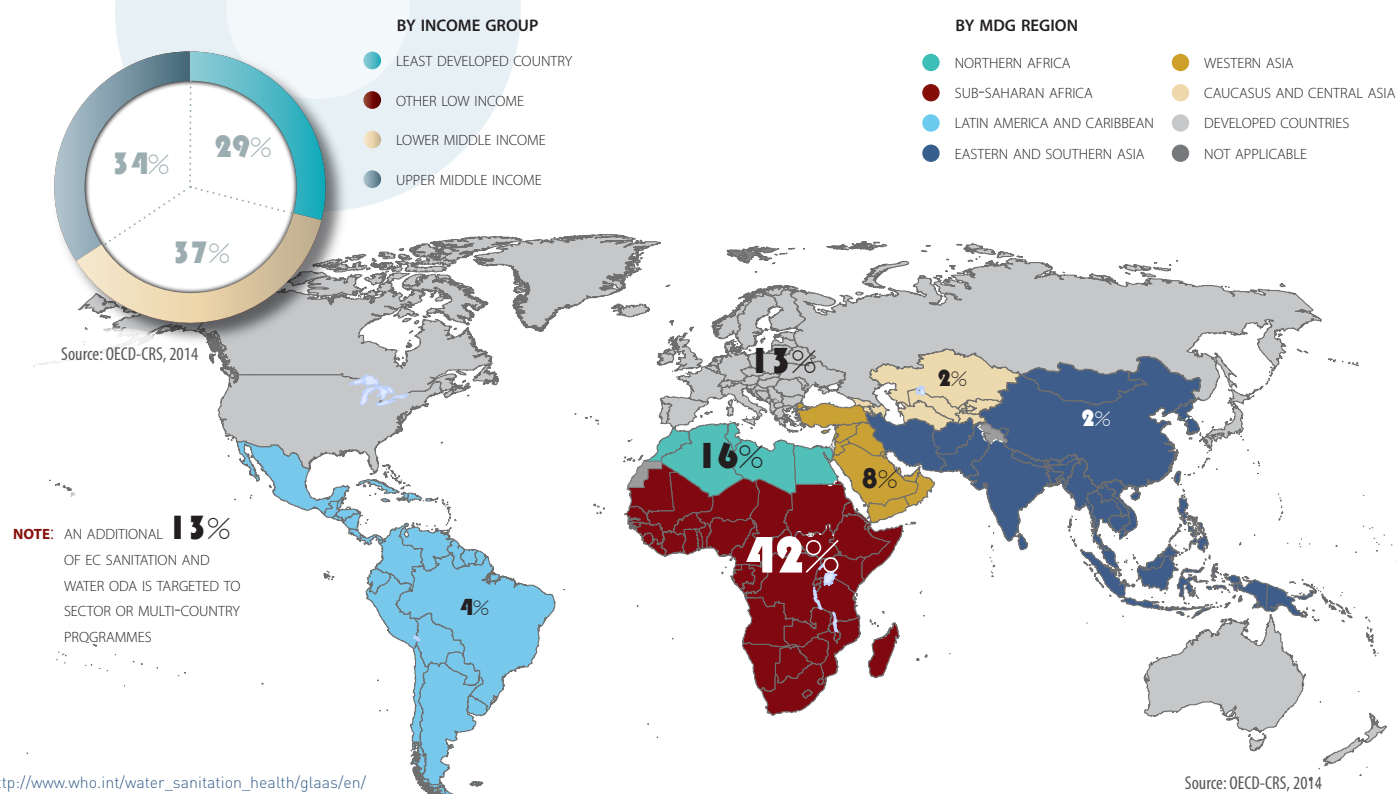 BY INCOME GROUP
LEAST DEVELOPED COUNTRY
OTHER LOW INCOME
LOWER MIDDLE INCOME
UPPER MIDDLE INCOME
34%
29%
37%
Source: OECD-CRS, 2014
BY MDG REGION
NORTHERN AFRICA
SUB-SAHARAN AFRICA
LATIN AMERICA AND CARIBBEAN
EASTERN AND SOUTHERN ASIA
WESTERN ASIA
CAUCASUS AND CENTRAL ASIA
DEVELOPED COUNTRIES
NOT APPLICABLE
13%
2%
2%
16%
8%
42%
4%
NOTE: AN ADDITIONAL 13%
OF EC SANITATION AND
WATER ODA IS TARGETED TO
SECTOR OR MULTI-COUNTRY
PROGRAMMES
ttp://www.who.int/water_sanitation_health/glaas/en/
Source: OECD-CRS, 2014